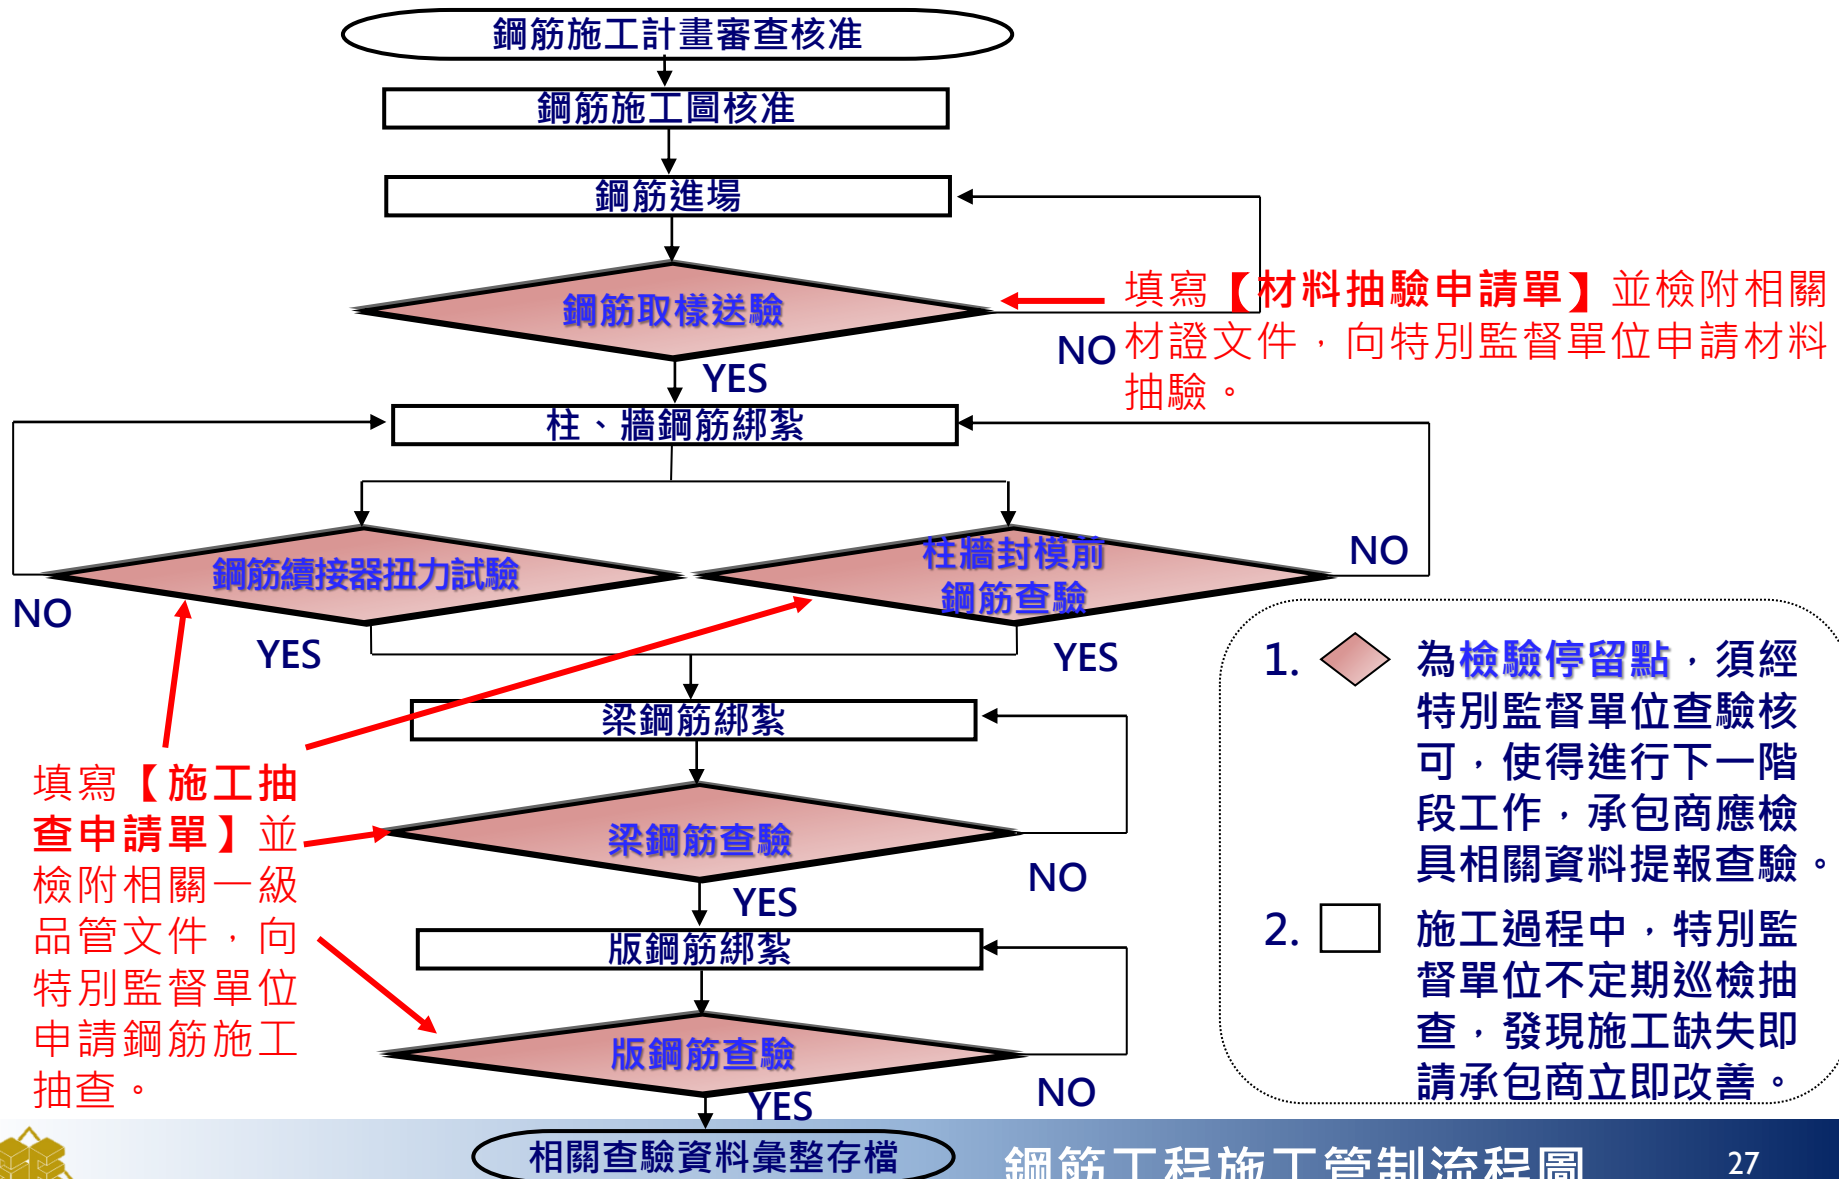 鋼筋施工計畫審查核准
鋼筋施工圖核准
鋼筋進場
鋼筋取樣送驗
填寫【材料抽驗申請單】並檢附相關
材證文件，向特別監督單位申請材料
抽驗。
NO
YES
柱、牆鋼筋綁紮
鋼筋續接器扭力試驗
柱牆封模前
鋼筋查驗
NO
NO
YES
YES
梁鋼筋綁紮
梁鋼筋查驗
NO
YES
版鋼筋綁紮
版鋼筋查驗
NO
YES
相關查驗資料彙整存檔
填寫【施工抽
查申請單】並
檢附相關一級
品管文件，向
特別監督單位
申請鋼筋施工
抽查。
1. 為檢驗停留點，須經
特別監督單位查驗核
可，使得進行下一階
段工作，承包商應檢
具相關資料提報查驗。
2. 施工過程中，特別監
督單位不定期巡檢抽
查，發現施工缺失即
請承包商立即改善。
鋼筋工程施工管制流程圖
27